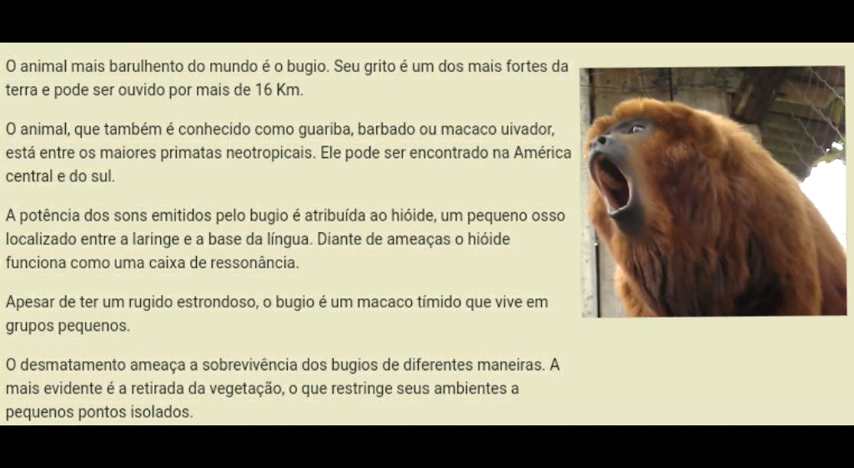 O animal mais barulhento do mundo é o bugio. Seu grito é um dos mais fortes da
terra e pode ser ouvido por mais de 16 Km.
O animal, que também é conhecido como guariba, barbado ou macaco uivador,
está entre os maiores primatas neotropicais. Ele pode ser encontrado na América
central e do sul.
A potência dos sons emitidos pelo bugio é atribuída ao hióide, um pequeno osso
localizado entre a laringe e a base da língua. Diante de ameaças o hióide
funciona como uma caixa de ressonância.
Apesar de ter um rugido estrondoso, o bugio é um macaco tímido que vive em
grupos pequenos.
O desmatamento ameaça a sobrevivência dos bugios de diferentes maneiras. A
mais evidente é a retirada da vegetação, o que restringe seus ambientes a
pequenos pontos isolados.